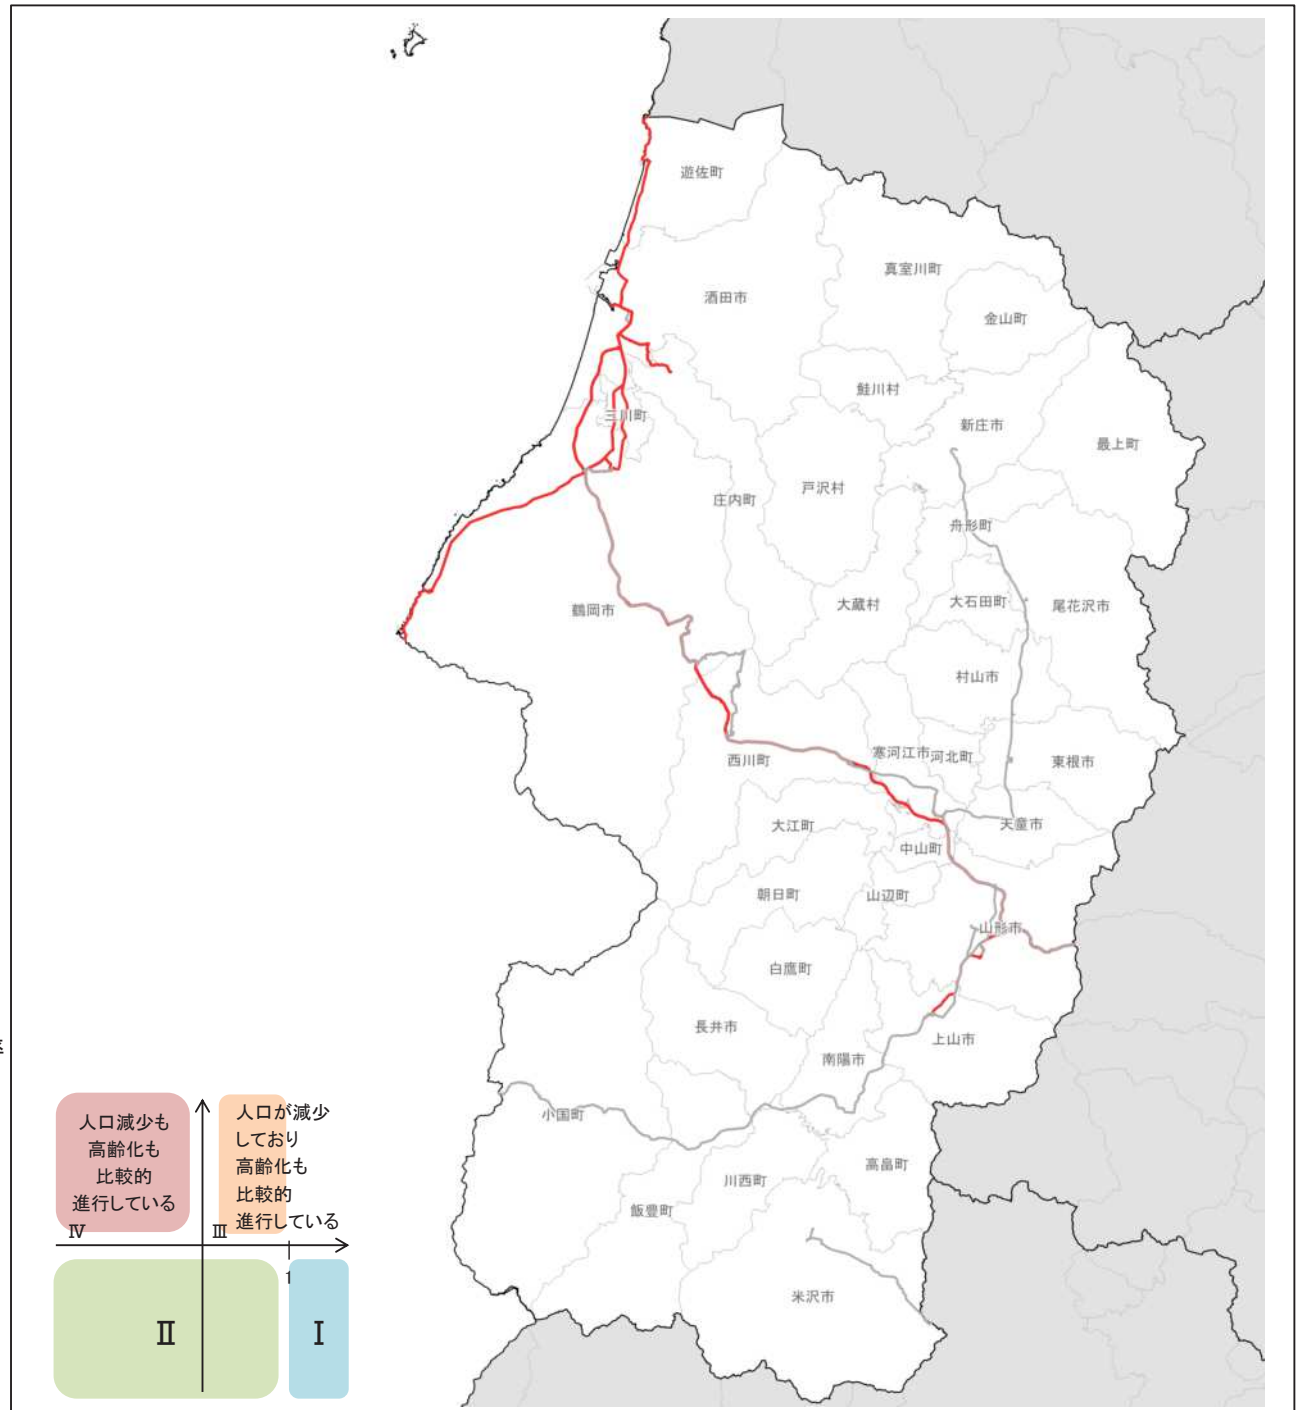 遊佐町
真室川町
酒田市
金山町
鮭川村
三川町
新庄市
最上町
戸沢村
庄内町
舟形町
大蔵村
大石田町
尾花沢市
鶴岡市
村山市
寒河江市
河北町
西川町
東根市
大江町
天童市
中山町
朝日町
山辺町
山形市
白鷹町
長井市
上山市
南陽市
小国町
高畠町
川西町
飯豊町
米沢市
人口減少も
高齢化も
比較的
進行している
Ⅳ
人口が減少
しており
高齢化も
比較的
進行している
Ⅲ
1
Ⅱ
Ⅰ